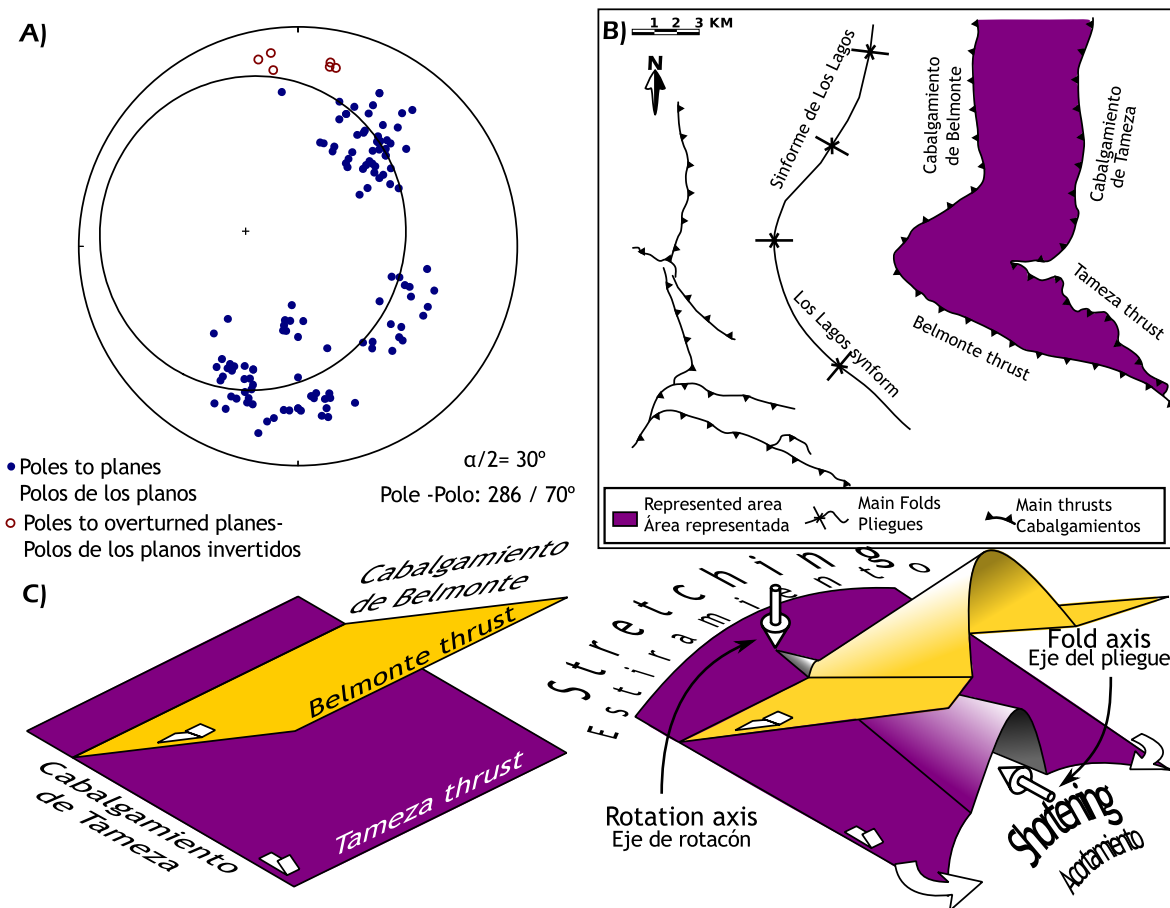 A)
Poles to planes
Polos de los planos
Poles to overturned planes-
Polos de los planos invertidos
α/2= 30º
Pole -Polo: 286 / 70º
B)
1 2 3 KM
N
Sinforme de Los Lagos
Los Lagos synform
Cabalgamiento
de Belmonte
Cabalgamiento
de Tameza
Tameza thrust
Belmonte thrust
Represented area
Área representada
Main Folds
Pliegues
Main thrusts
Cabalgamientos
C)
Cabalgamiento
de Belmonte
Belmonte thrust
Tameza thrust
Cabalgamiento
de Tameza
Stretching
Estiramiento
Fold axis
Eje del pliegue
Rotation axis
Eje de rotacón
Shortening
Acortamiento